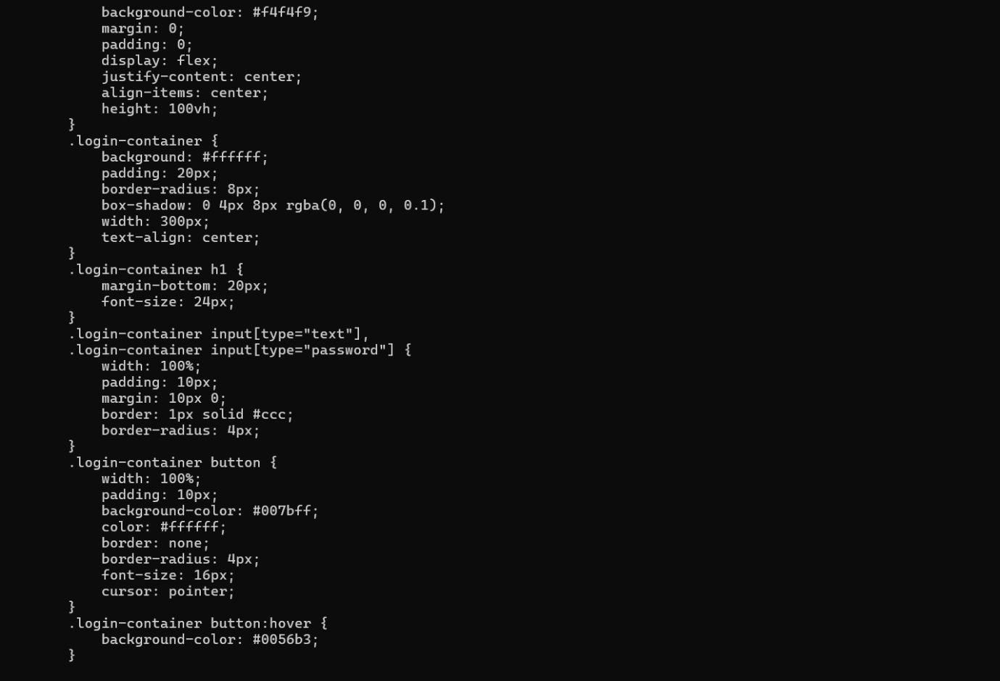 background-color: #f4f4f9;
margin: 0;
padding: 0;
display: flex;
justify-content: center;
align-items: center;
height: 100vh;
}
.login-container {
background: #ffffff;
padding: 20px;
border-radius: 8px;
box-shadow: 0 4px 8px rgba(0, 0, 0, 0.1);
width: 300px;
text-align: center;
}
.login-container h1 {
margin-bottom: 20px;
font-size: 24px;
}
.login-container input[type="text"],
.login-container input[type="password"] {
width: 100%;
padding: 10px;
margin: 10px 0;
border: 1px solid #ccc;
border-radius: 4px;
}
.login-container button {
width: 100%;
padding: 10px;
background-color: #007bff;
color: #ffffff;
border: none;
border-radius: 4px;
font-size: 16px;
cursor: pointer;
}
.login-container button:hover {
background-color: #0056b3;
}